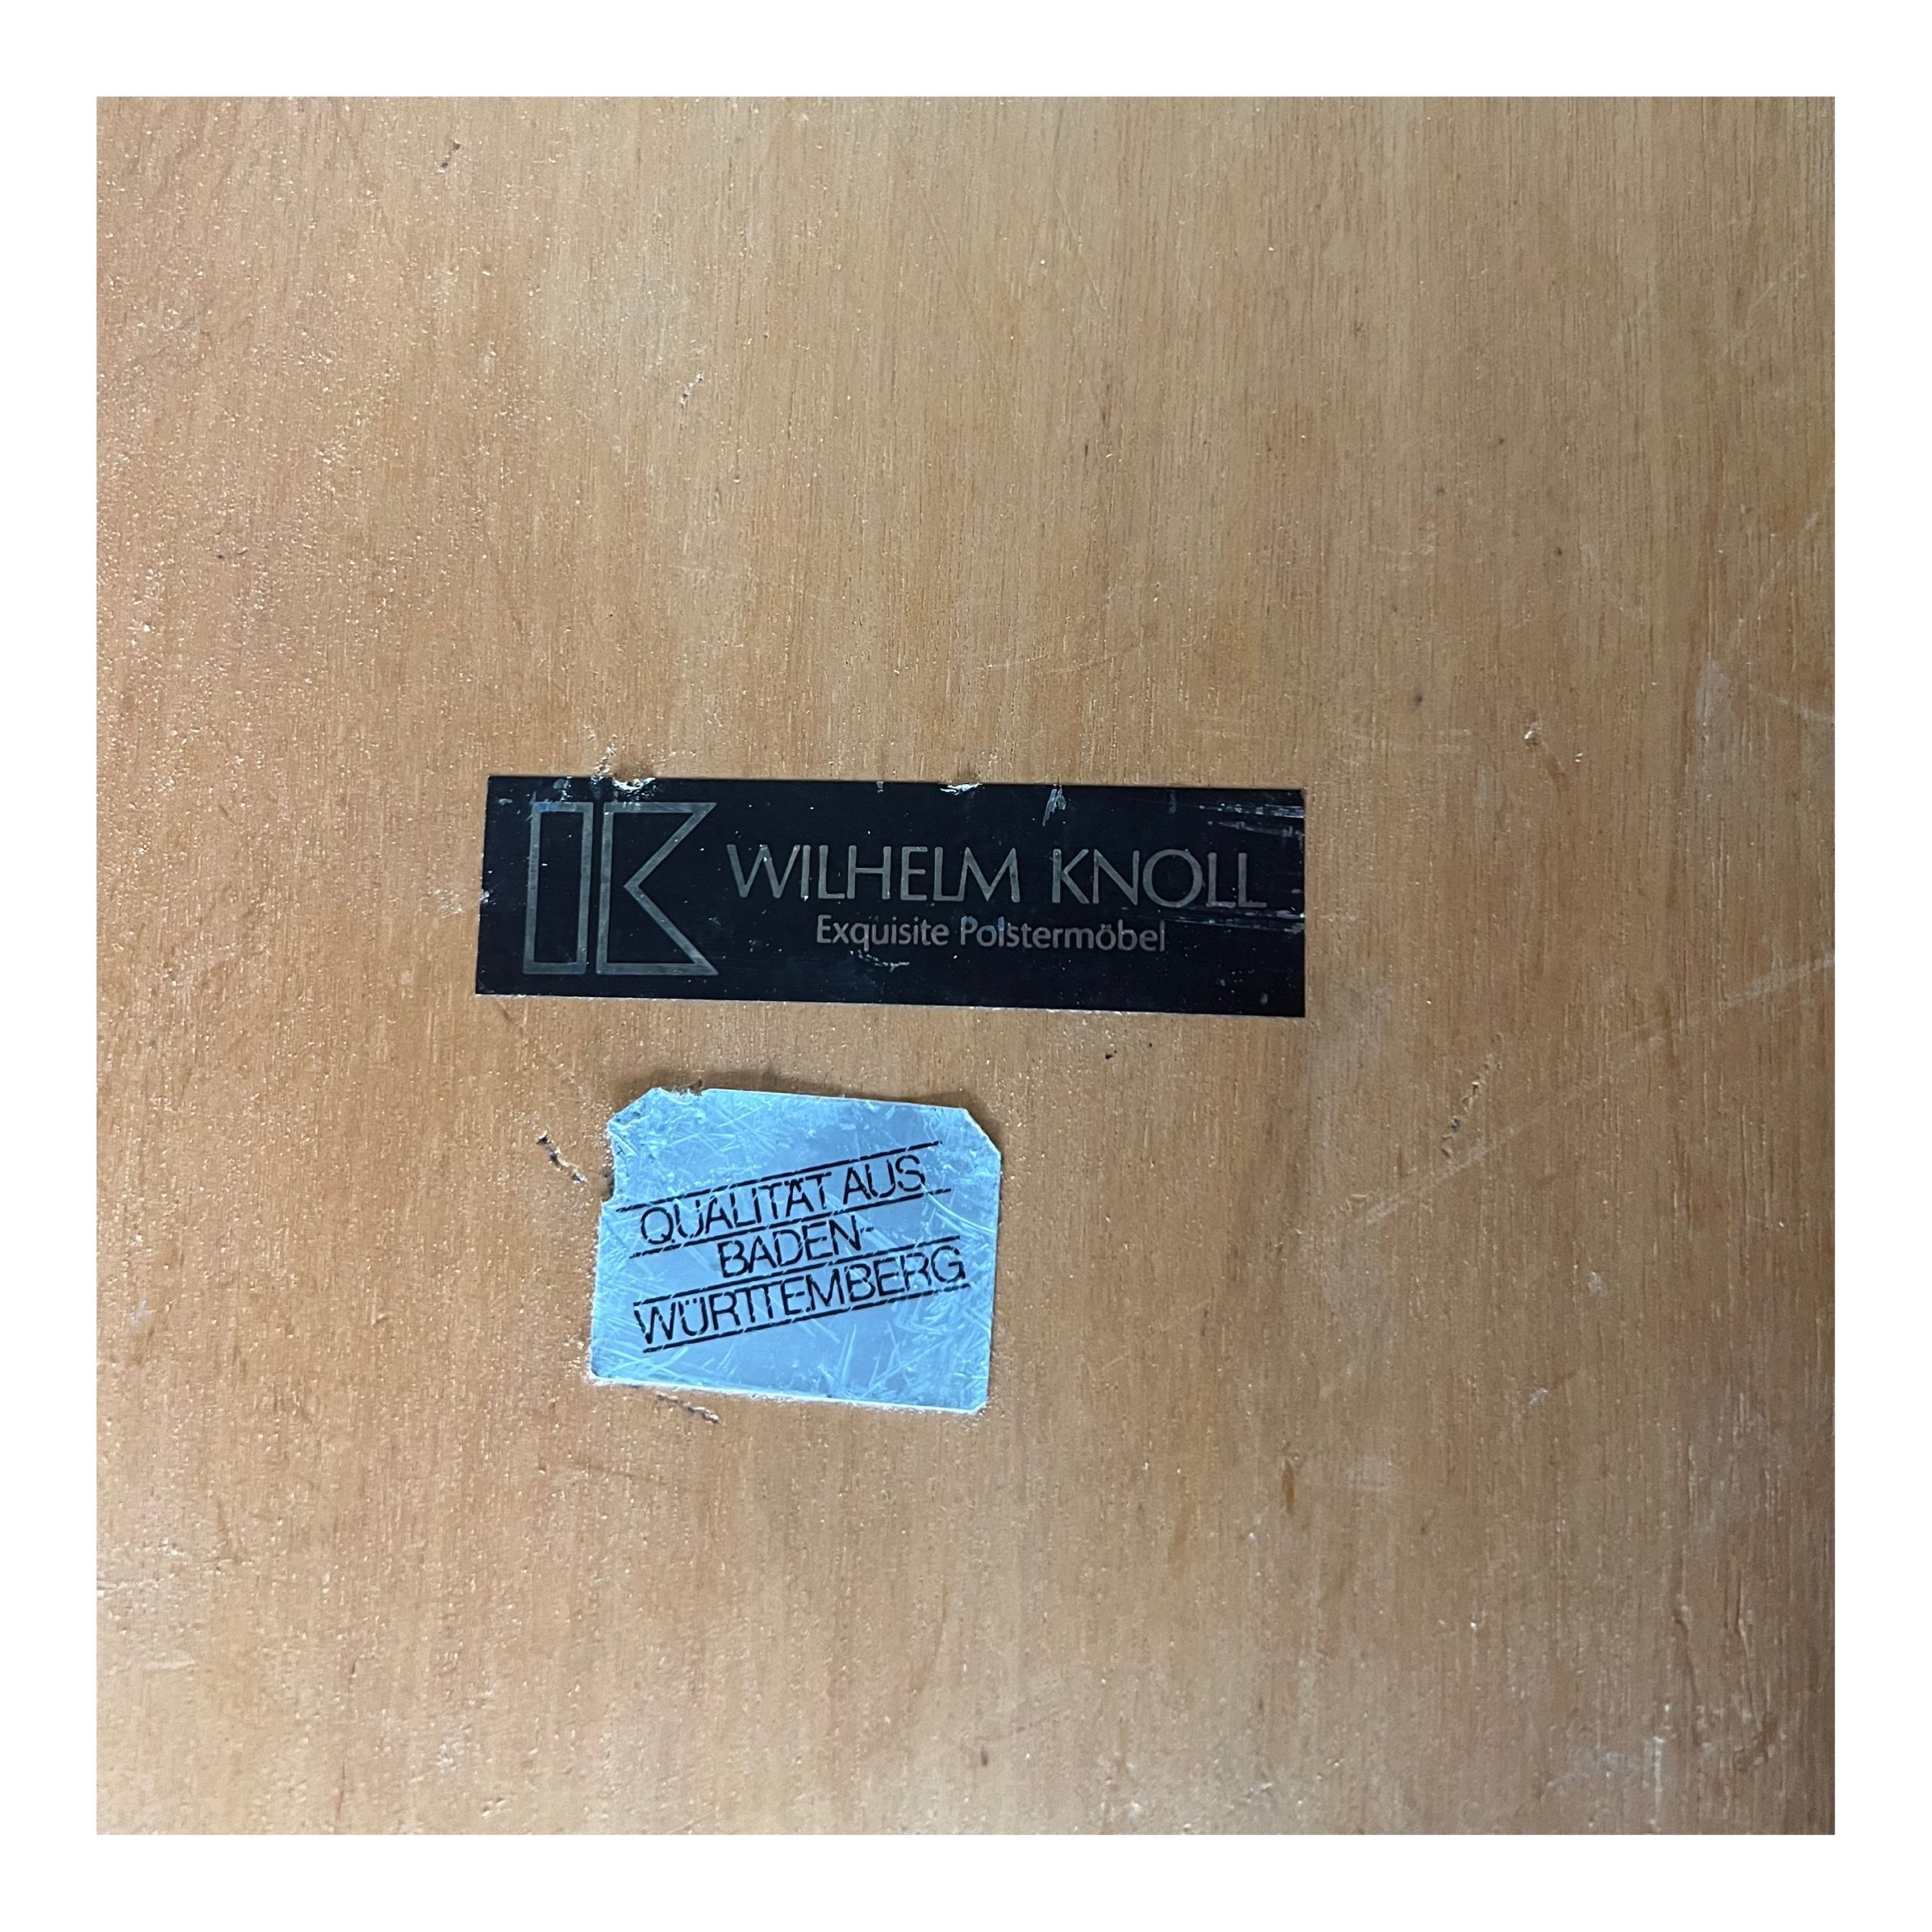 WILHELM KNOLL
Exquisite Polstermöbel
QUALITÄT AUS
BADEN-
WÜRTTEMBERG